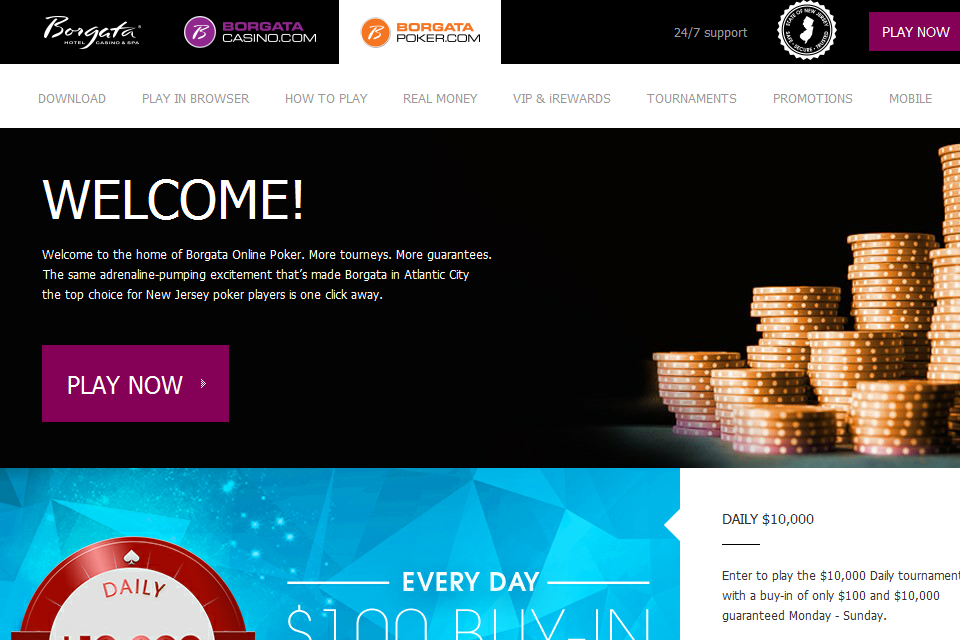 Borgata
HOTEL CASINO & SPA
B BORGATA
CASINO.COM
B BORGATA
POKER.COM
24/7 support
STATE OF NEW JERSEY
SAFE · SECURE · TRUSTED
PLAY NOW
DOWNLOAD PLAY IN BROWSER HOW TO PLAY REAL MONEY VIP & iREWARDS TOURNAMENTS PROMOTIONS MOBILE
WELCOME!
Welcome to the home of Borgata Online Poker. More tourneys. More guarantees.
The same adrenaline-pumping excitement that's made Borgata in Atlantic City
the top choice for New Jersey poker players is one click away.
PLAY NOW
DAILY
EVERY DAY
$100 BUY-IN
DAILY $10,000
Enter to play the $10,000 Daily tournament
with a buy-in of only $100 and $10,000
guaranteed Monday - Sunday.